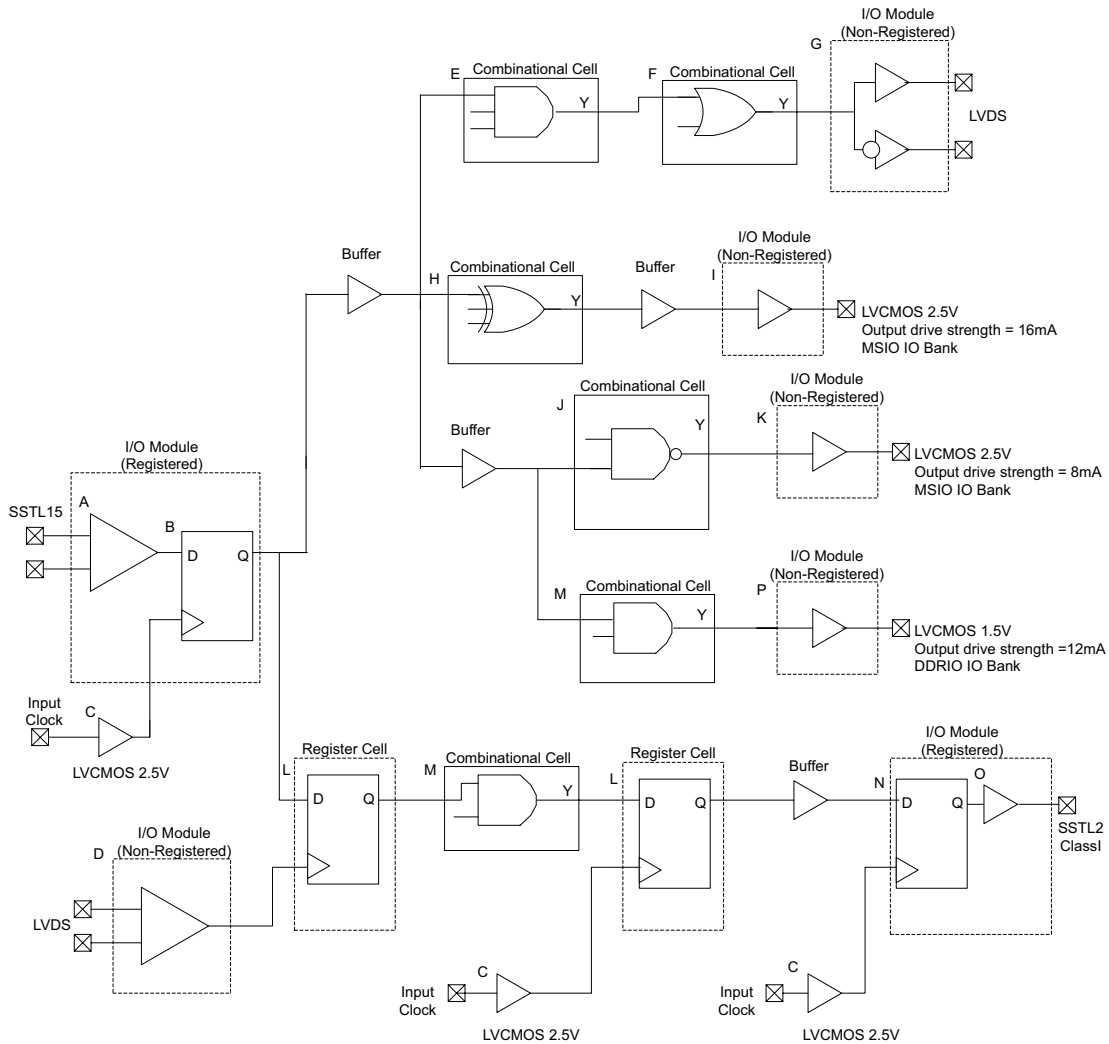 I/O Module
(Non-Registered)
G
E
Combinational Cell
Y
F
Combinational Cell
Y
LVDS
Buffer
H
Combinational Cell
Y
Buffer
I
I/O Module
(Non-Registered)
LVCMOS 2.5V
Output drive strength = 16mA
MSIO IO Bank
Buffer
J
Combinational Cell
Y
K
I/O Module
(Non-Registered)
LVCMOS 2.5V
Output drive strength = 8mA
MSIO IO Bank
M
Combinational Cell
Y
P
I/O Module
(Non-Registered)
LVCMOS 1.5V
Output drive strength =12mA
DDRIO IO Bank
I/O Module
(Registered)
SSTL15
A
B
D
Q
Input
Clock
C
LVCMOS 2.5V
Register Cell
L
D
Q
M
Combinational Cell
Y
Register Cell
L
D
Q
Buffer
I/O Module
(Registered)
N
D
Q
O
SSTL2
ClassI
I/O Module
(Non-Registered)
D
LVDS
Input
Clock
C
LVCMOS 2.5V
Input
Clock
C
LVCMOS 2.5V